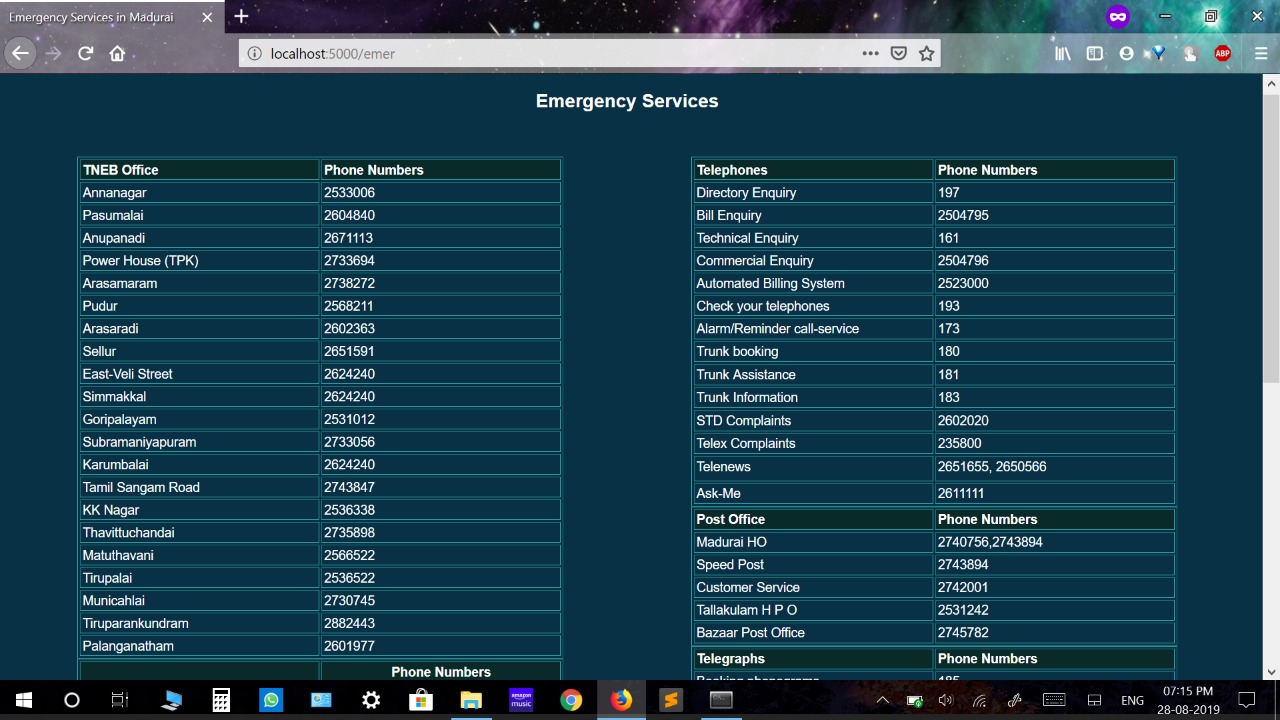 Emergency Services in Madurai
localhost:5000/emer
ABP
Emergency Services
TNEB Office Phone Numbers
Annanagar 2533006
Pasumalai 2604840
Anupanadi 2671113
Power House (TPK) 2733694
Arasamaram 2738272
Pudur 2568211
Arasaradi 2602363
Sellur 2651591
East-Veli Street 2624240
Simmakkal 2624240
Goripalayam 2531012
Subramaniyapuram 2733056
Karumbalai 2624240
Tamil Sangam Road 2743847
KK Nagar 2536338
Thavittuchandai 2735898
Matuthavani 2566522
Tirupalai 2536522
Municahlai 2730745
Tiruparankundram 2882443
Palanganatham 2601977
Phone Numbers
Telephones Phone Numbers
Directory Enquiry 197
Bill Enquiry 2504795
Technical Enquiry 161
Commercial Enquiry 2504796
Automated Billing System 2523000
Check your telephones 193
Alarm/Reminder call-service 173
Trunk booking 180
Trunk Assistance 181
Trunk Information 183
STD Complaints 2602020
Telex Complaints 235800
Telenews 2651655, 2650566
Ask-Me 2611111
Post Office Phone Numbers
Madurai HO 2740756,2743894
Speed Post 2743894
Customer Service 2742001
Tallakulam H P O 2531242
Bazaar Post Office 2745782
Telegraphs Phone Numbers
amazon music
ENG
07:15 PM
28-08-2019